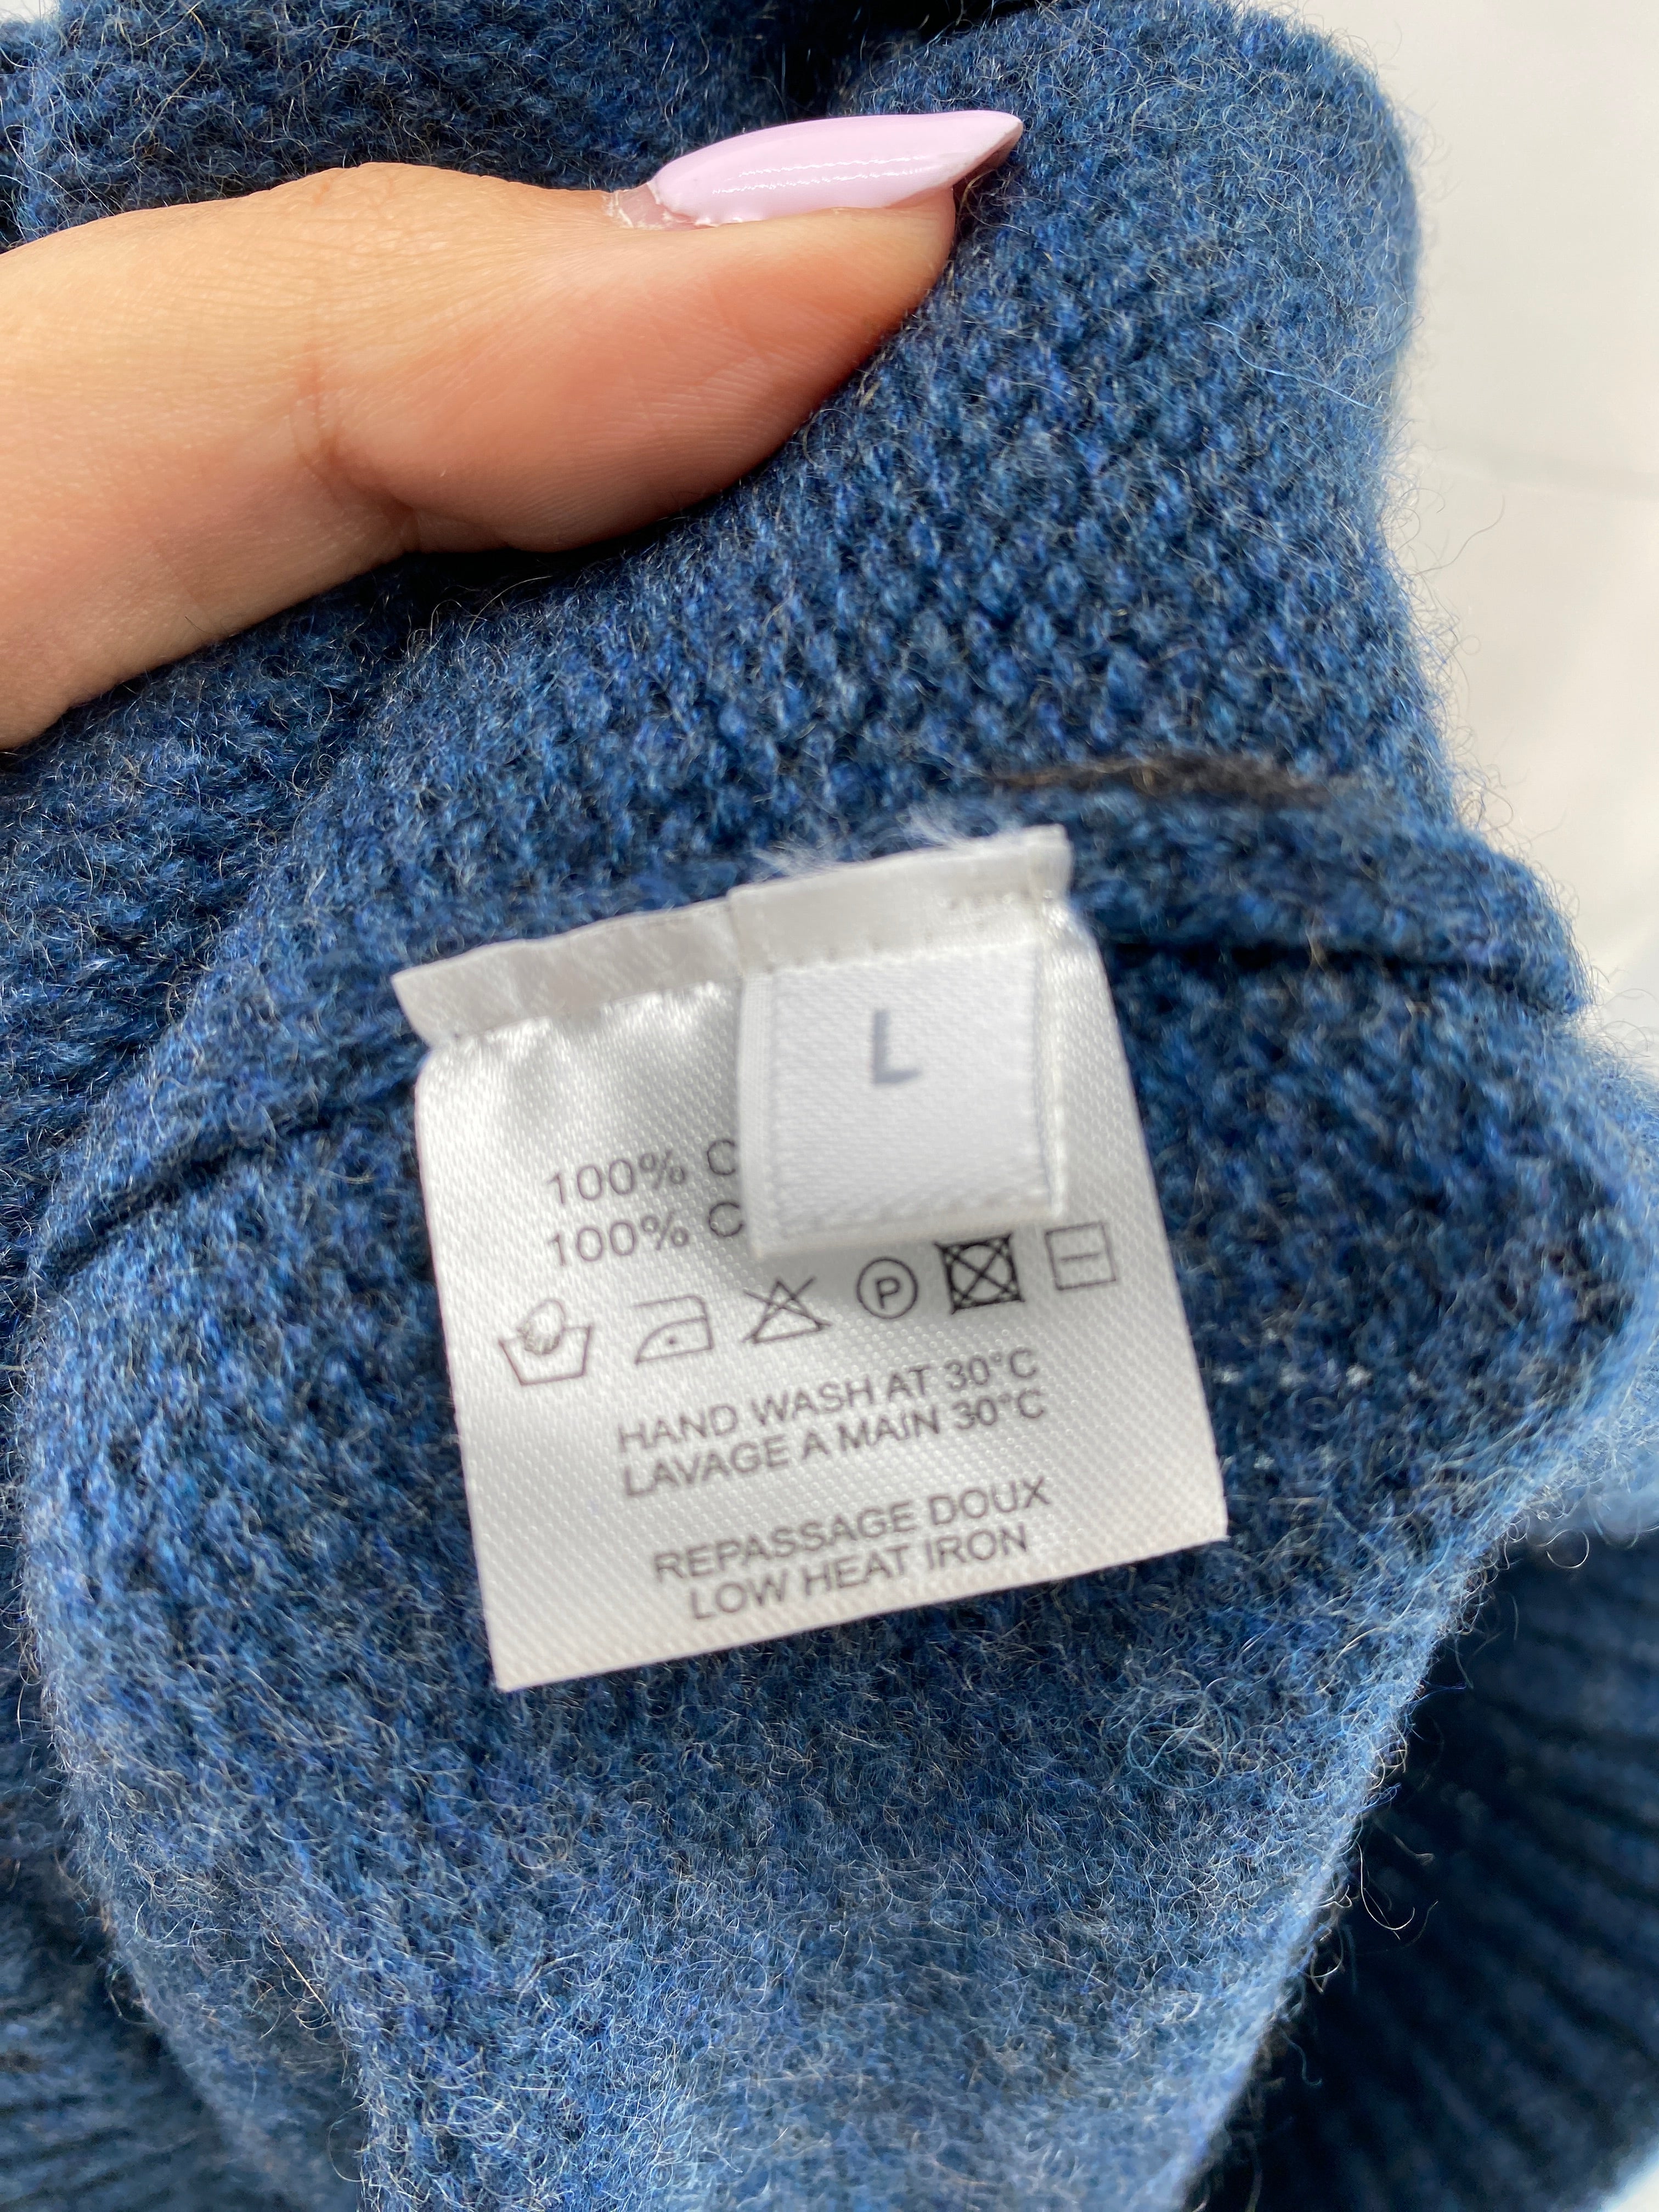 L
100% C
100% C
P
HAND WASH AT 30°C
LAVAGE A MAIN 30°C
REPASSAGE DOUX
LOW HEAT IRON